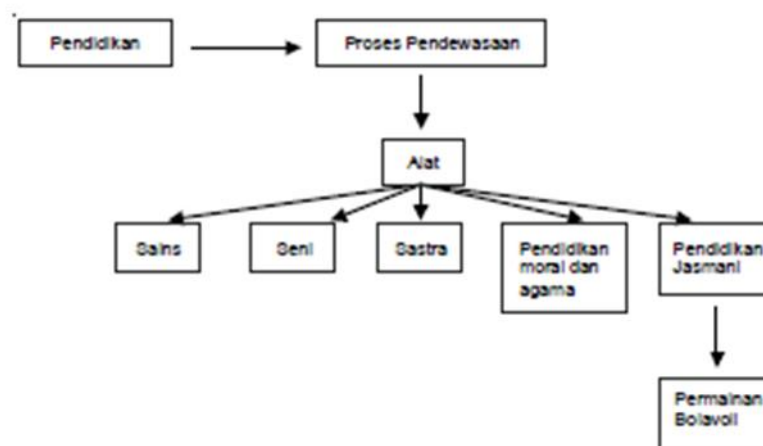 Pendidikan
Proses Pendewasaan
Alat
Sains
Seni
Sastra
Pendidikan
moral dan
agama
Pendidikan
Jasmani
Permainan
Bolavoli